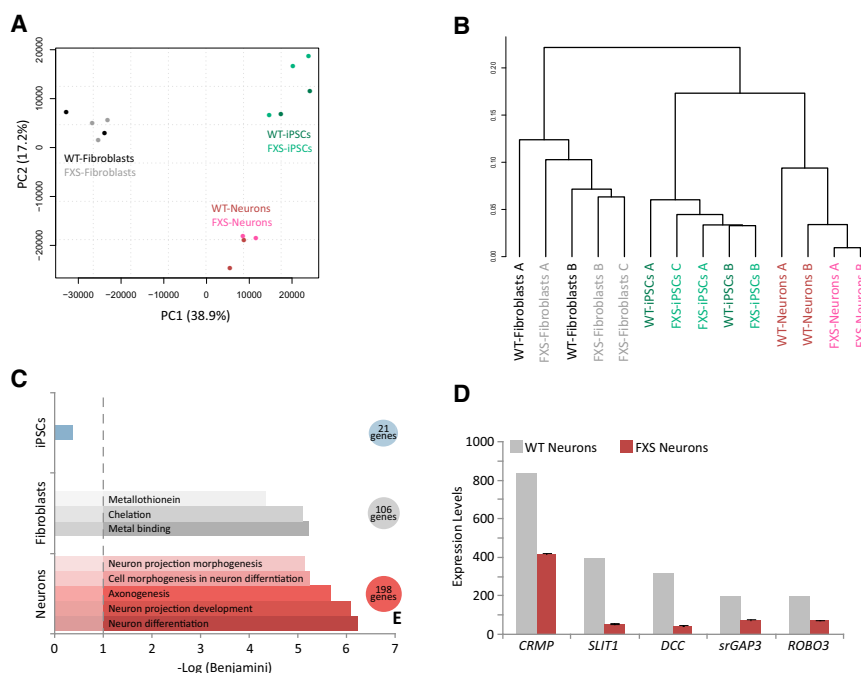 A
20000
10000
0
−10000
−20000
PC2 (17.2%)
WT-iPSCs
FXS-iPSCs
WT-Fibroblasts
FXS-Fibroblasts
WT-Neurons
FXS-Neurons
−30000 −20000 −10000 0 10000 20000
PC1 (38.9%)
B
0.20
0.15
0.10
0.05
0.00
WT-Fibroblasts A
FXS-Fibroblasts A
WT-Fibroblasts B
FXS-Fibroblasts B
FXS-Fibroblasts C
WT-iPSCs A
FXS-iPSCs C
FXS-iPSCs A
WT-iPSCs B
FXS-iPSCs B
WT-Neurons A
WT-Neurons B
FXS-Neurons A
FXS-Neurons B
C
iPSCs
21
genes
Fibroblasts
Metallothionein
Chelation
Metal binding
106
genes
Neurons
Neuron projection morphogenesis
Cell morphogenesis in neuron differntiation
Axonogenesis
Neuron projection development
Neuron differentiation
198
genes
E
0 1 2 3 4 5 6 7
-Log (Benjamini)
D
WT Neurons FXS Neurons
1000
800
600
400
200
0
Expression Levels
CRMP SLIT1 DCC srGAP3 ROBO3